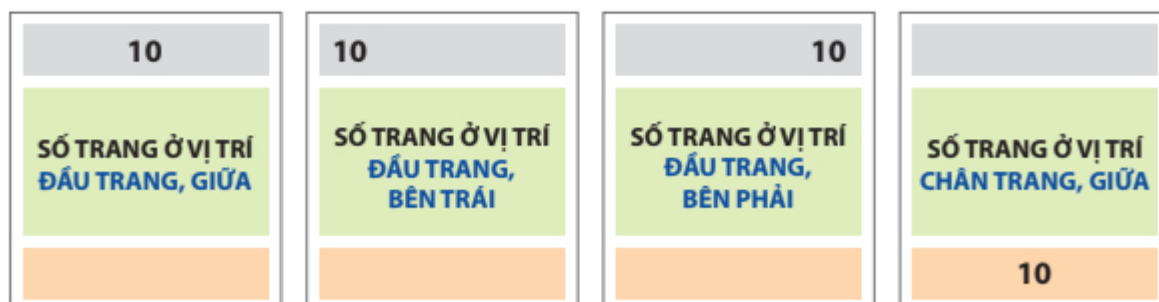 10
SỐ TRANG Ở VỊ TRÍ
ĐẦU TRANG, GIỮA
10
SỐ TRANG Ở VỊ TRÍ
ĐẦU TRANG,
BÊN TRÁI
10
SỐ TRANG Ở VỊ TRÍ
ĐẦU TRANG,
BÊN PHẢI
SỐ TRANG Ở VỊ TRÍ
CHÂN TRANG, GIỮA
10